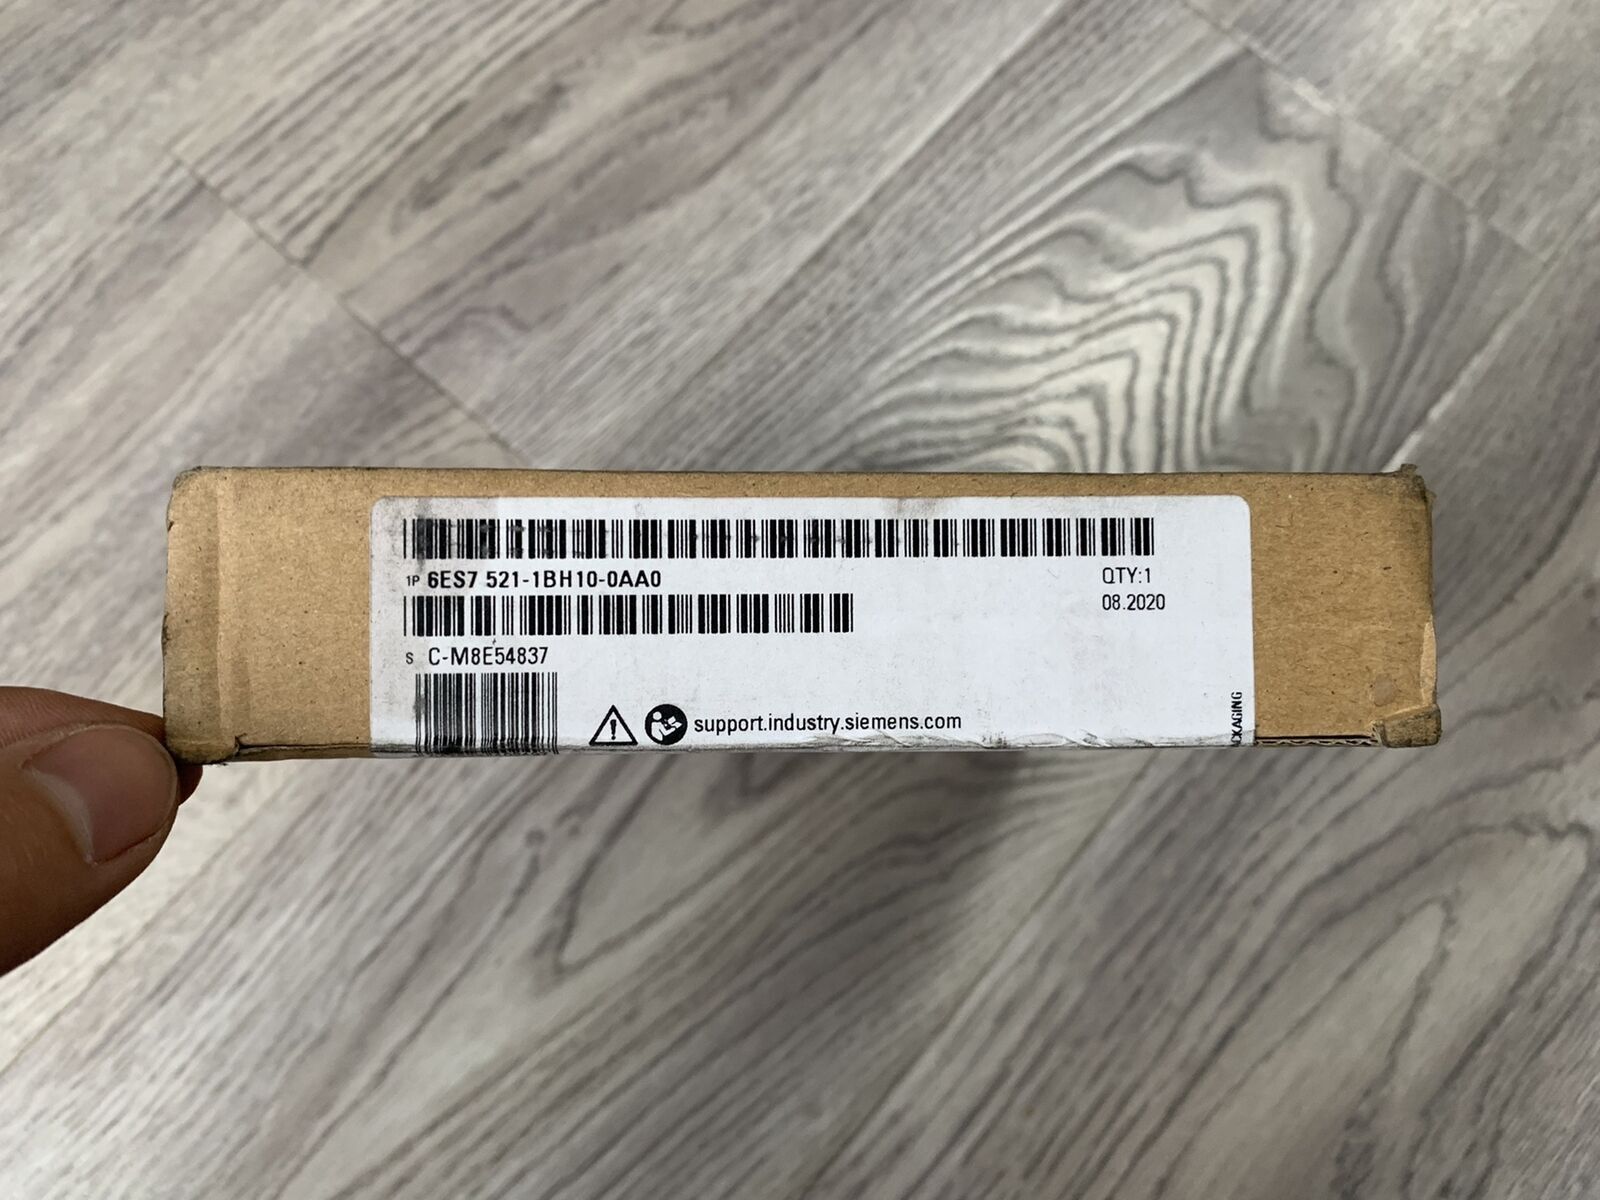 1P 6ES7 521-1BH10-0AA0
QTY:1
08.2020
S C-M8E54837
support.industry.siemens.com